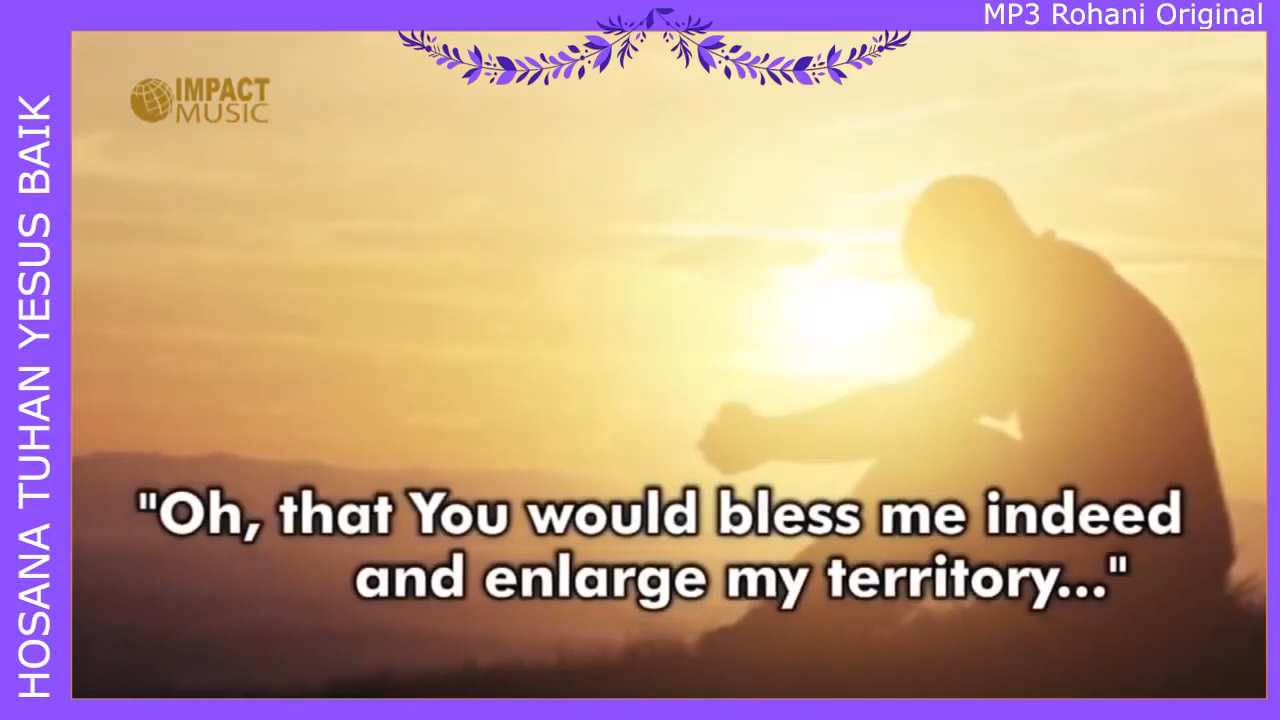 MP3 Rohani Original
IMPACT
MUSIC
HOSANA TUHAN YESUS BAIK
"Oh, that You would bless me indeed
and enlarge my territory..."